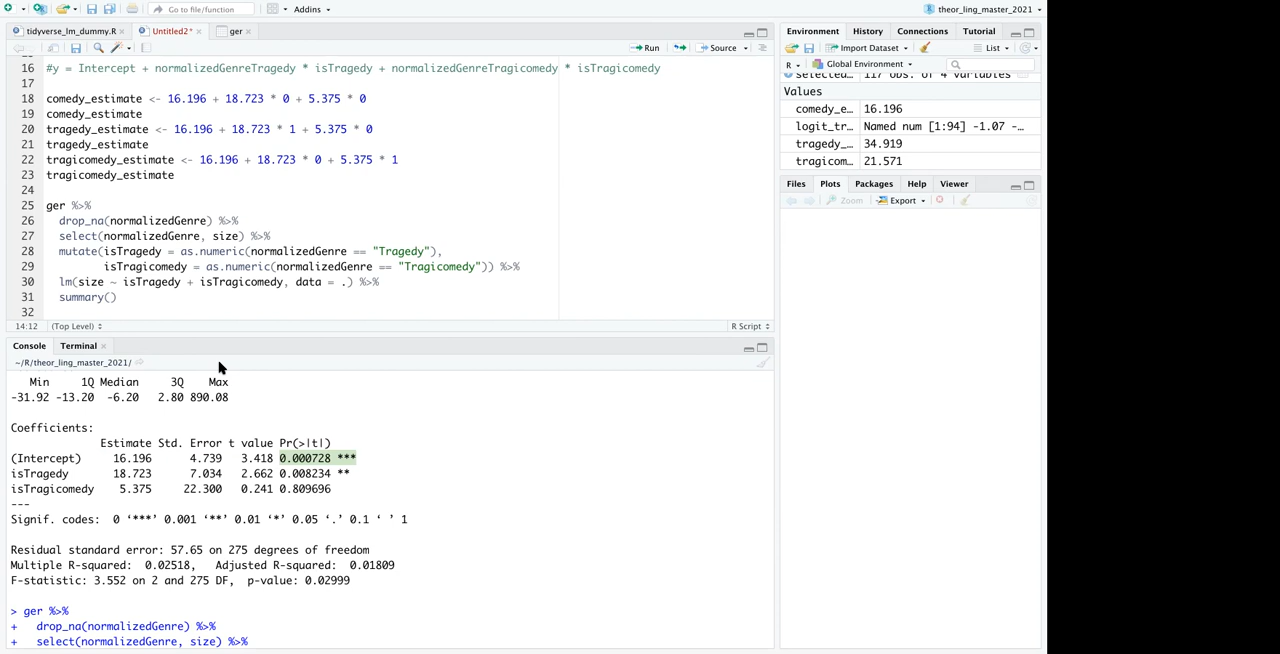 Go to file/function
Addins
theor_ling_master_2021
tidyverse_lm_dummy.R
Untitled2*
ger
Run
Source
16 #y = Intercept + normalizedGenreTragedy * isTragedy + normalizedGenreTragicomedy * isTragicomedy
17
18 comedy_estimate <- 16.196 + 18.723 * 0 + 5.375 * 0
19 comedy_estimate
20 tragedy_estimate <- 16.196 + 18.723 * 1 + 5.375 * 0
21 tragedy_estimate
22 tragicomedy_estimate <- 16.196 + 18.723 * 0 + 5.375 * 1
23 tragicomedy_estimate
24
25 ger %>%
26 drop_na(normalizedGenre) %>%
27 select(normalizedGenre, size) %>%
28 mutate(isTragedy = as.numeric(normalizedGenre == "Tragedy"),
29 isTragicomedy = as.numeric(normalizedGenre == "Tragicomedy")) %>%
30 lm(size ~ isTragedy + isTragicomedy, data = .) %>%
31 summary()
32
14:12 (Top Level) R Script
Console Terminal
~/R/theor_ling_master_2021/
Min 1Q Median 3Q Max
-31.92 -13.20 -6.20 2.80 890.08
Coefficients:
Estimate Std. Error t value Pr(>|t|)
(Intercept) 16.196 4.739 3.418 0.000728 ***
isTragedy 18.723 7.034 2.662 0.008234 **
isTragicomedy 5.375 22.300 0.241 0.809696
---
Signif. codes: 0 ‘***’ 0.001 ‘**’ 0.01 ‘*’ 0.05 ‘.’ 0.1 ‘ ’ 1
Residual standard error: 57.65 on 275 degrees of freedom
Multiple R-squared: 0.02518, Adjusted R-squared: 0.01809
F-statistic: 3.552 on 2 and 275 DF, p-value: 0.02999
> ger %>%
+ drop_na(normalizedGenre) %>%
+ select(normalizedGenre, size) %>%
Environment History Connections Tutorial
Import Dataset List
R Global Environment
selected… 117 obs. of 4 variables
Values
comedy_e… 16.196
logit_tr… Named num [1:94] -1.07 -…
tragedy_… 34.919
tragicom… 21.571
Files Plots Packages Help Viewer
Zoom Export